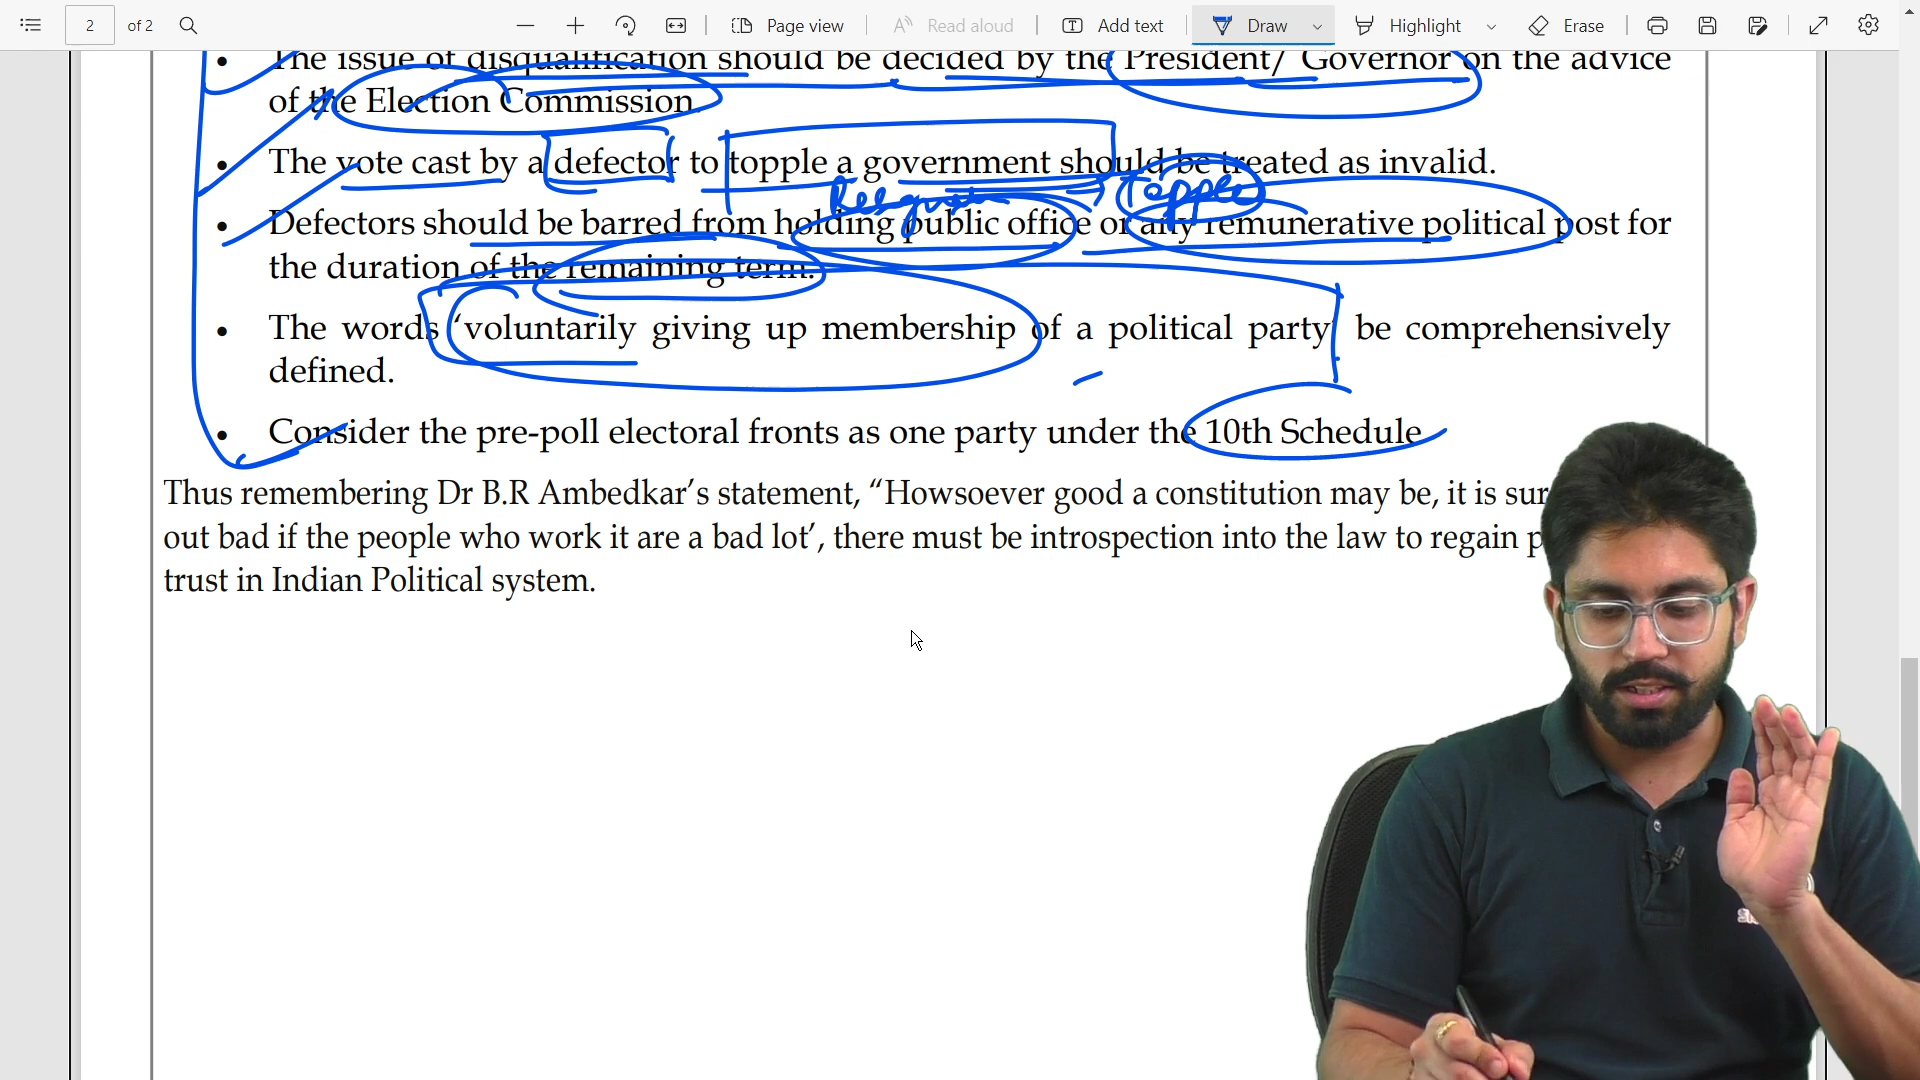 2
of 2
Page view
Read aloud
Add text
Draw
Highlight
Erase
The issue of disqualification should be decided by the President/ Governor on the advice
of the Election Commission.
The vote cast by a defector to topple a government should be treated as invalid.
→ topple
Defectors should be barred from holding public office or any remunerative political post for
the duration of the remaining term.
The words ‘voluntarily giving up membership of a political party be comprehensively
defined.
Consider the pre-poll electoral fronts as one party under the 10th Schedule
Thus remembering Dr B.R Ambedkar’s statement, “Howsoever good a constitution may be, it is
out bad if the people who work it are a bad lot’, there must be introspection into the law to regain
trust in Indian Political system.